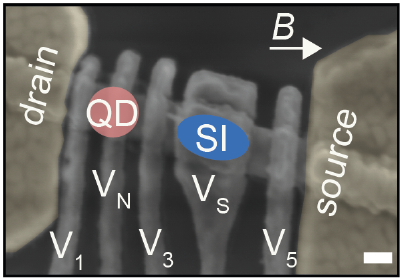 B
drain
QD
SI
source
V_N
V_S
V_1
V_3
V_5